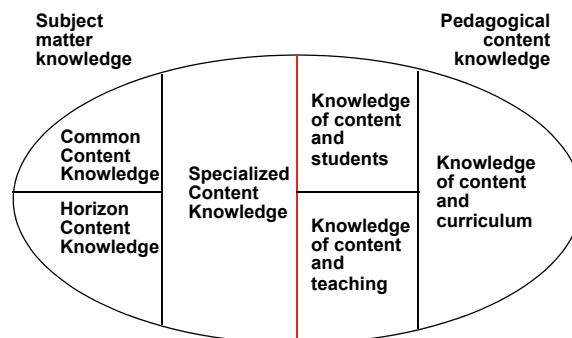 Subject
matter
knowledge
Pedagogical
content
knowledge
Common
Content
Knowledge
Horizon
Content
Knowledge
Specialized
Content
Knowledge
Knowledge
of content
and
students
Knowledge
of content
and
teaching
Knowledge
of content
and
curriculum